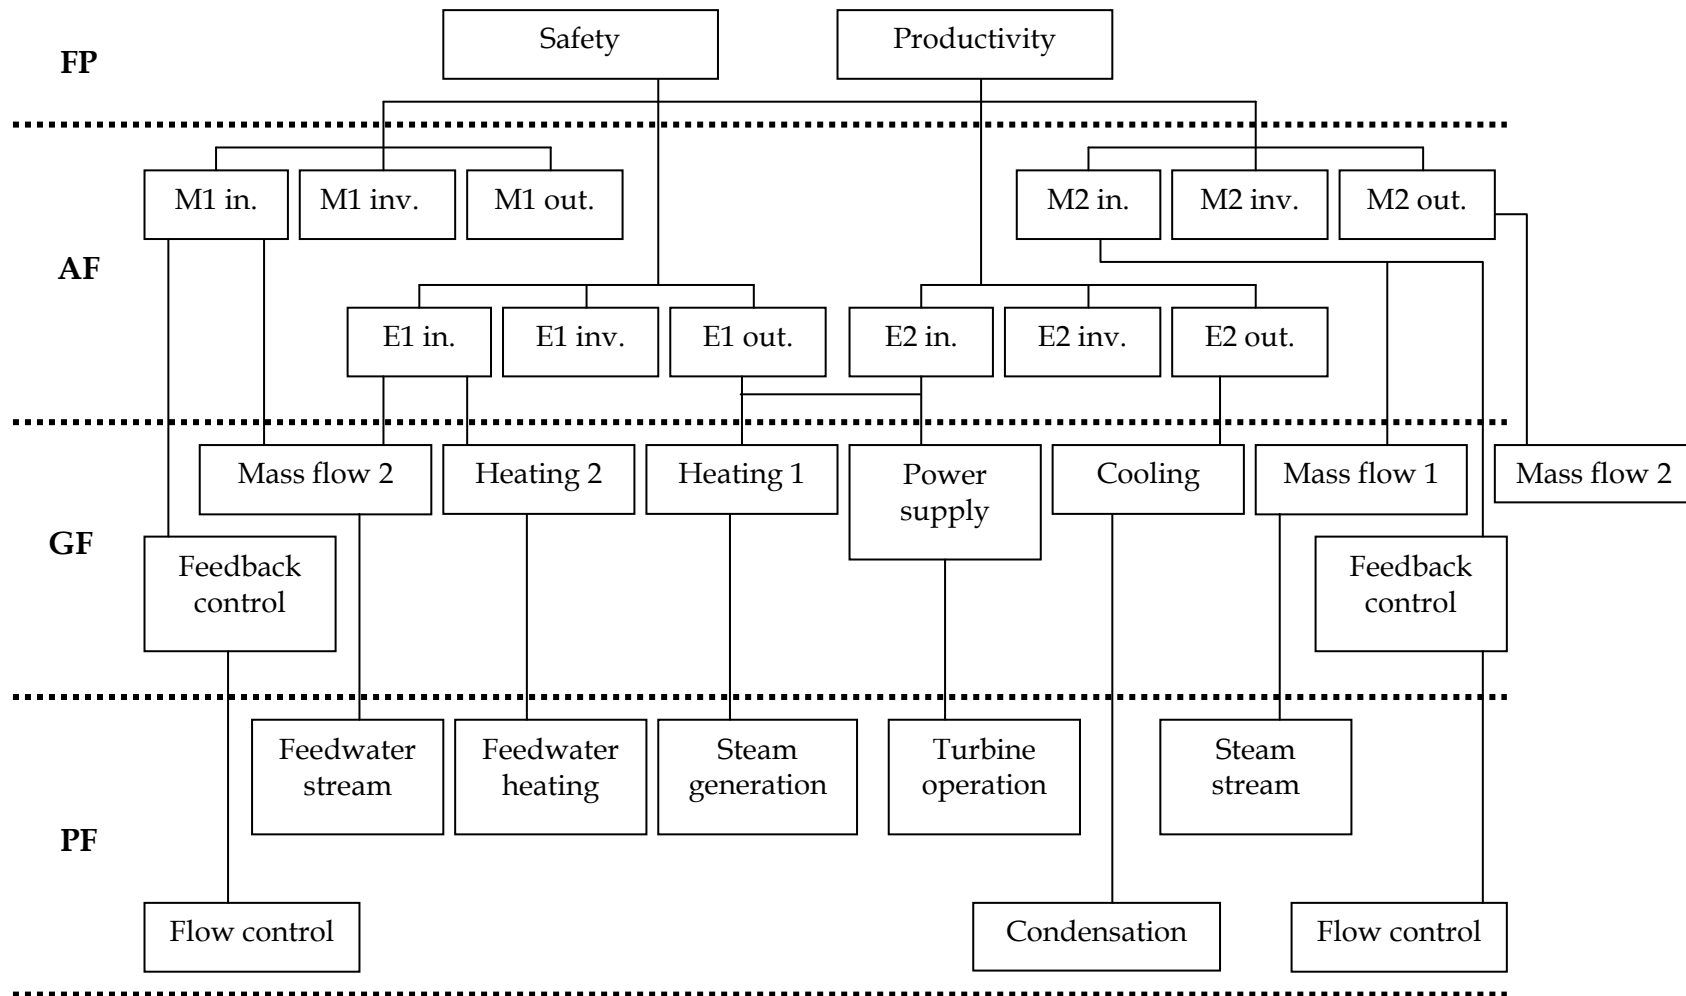 Safety
Productivity
FP
M1 in.
M1 inv.
M1 out.
M2 in.
M2 inv.
M2 out.
AF
E1 in.
E1 inv.
E1 out.
E2 in.
E2 inv.
E2 out.
Mass flow 2
Heating 2
Heating 1
Power
supply
Cooling
Mass flow 1
Mass flow 2
GF
Feedback
control
Feedback
control
Feedwater
stream
Feedwater
heating
Steam
generation
Turbine
operation
Steam
stream
PF
Flow control
Condensation
Flow control